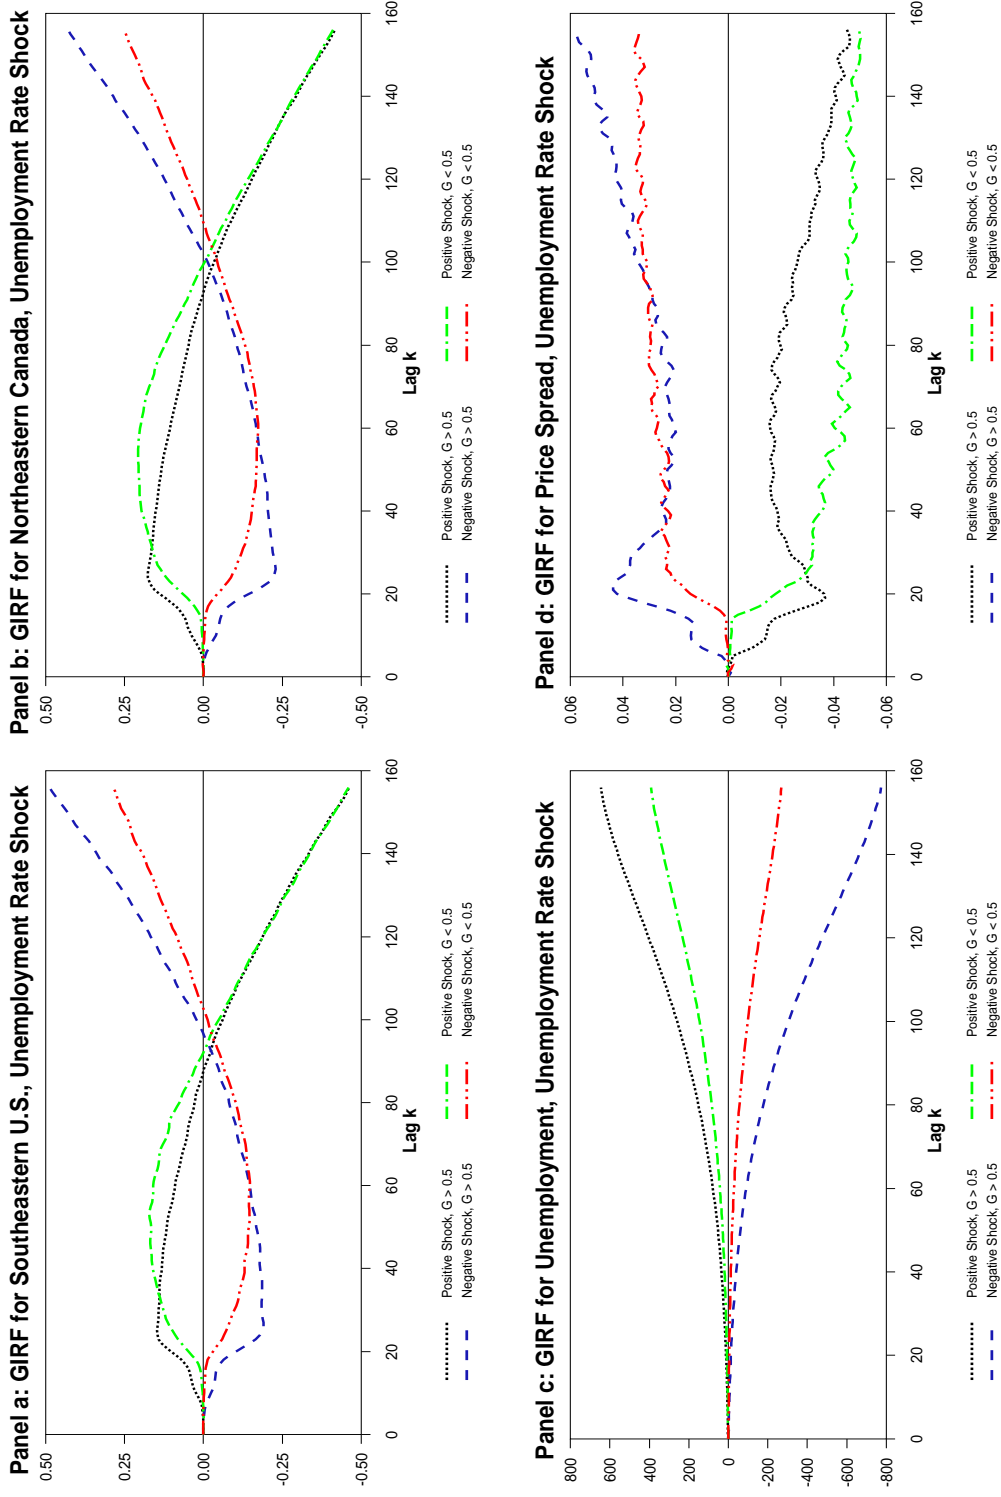 Panel a: GIRF for Southeastern U.S., Unemployment Rate Shock
0.50
0.25
0.00
-0.25
-0.50
0 20 40 60 80 100 120 140 160
Lag k
Positive Shock, G > 0.5 Positive Shock, G < 0.5
Negative Shock, G > 0.5 Negative Shock, G < 0.5
Panel b: GIRF for Northeastern Canada, Unemployment Rate Shock
0.50
0.25
0.00
-0.25
-0.50
0 20 40 60 80 100 120 140 160
Lag k
Positive Shock, G > 0.5 Positive Shock, G < 0.5
Negative Shock, G > 0.5 Negative Shock, G < 0.5
Panel c: GIRF for Unemployment, Unemployment Rate Shock
800
600
400
200
0
-200
-400
-600
-800
0 20 40 60 80 100 120 140 160
Lag k
Positive Shock, G > 0.5 Positive Shock, G < 0.5
Negative Shock, G > 0.5 Negative Shock, G < 0.5
Panel d: GIRF for Price Spread, Unemployment Rate Shock
0.06
0.04
0.02
0.00
-0.02
-0.04
-0.06
0 20 40 60 80 100 120 140 160
Lag k
Positive Shock, G > 0.5 Positive Shock, G < 0.5
Negative Shock, G > 0.5 Negative Shock, G < 0.5